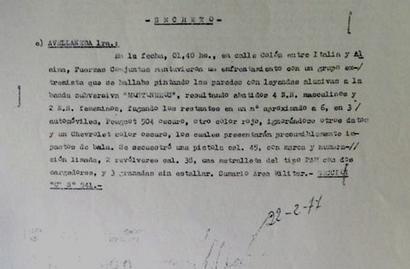 - S E C R E T O -
c) AVELLANEDA 1ra.:
En la fecha, 01,40 hs., en calle Colón entre Italia y Al
sina, Fuerzas Conjuntas mantuvieron un enfrentamiento con un grupo ex-/
tremista que se hallaba pintando las paredes con leyendas alusivas a la
banda subversiva "MONTONEROS", resultando abatidos 4 N.N. masculinos y
2 N.N. femeninos, fugando los restantes en un nº aproximado a 6, en 3/
automóviles, Peugeot 504 oscuro, otro color rojo, ignorándose otros datos
y un Chevrolet color oscuro, los cuales presentarán presumiblemente im-
pactos de bala. Se secuestró una pistola cal. 45, con marca y numera-//
ción limada, 2 revólveres cal. 38, una metralleta del tipo PAM con dos
cargadores, y 3 granadas sin estallar. Sumario Area Militar.- SECCION
241.-
22-2-77